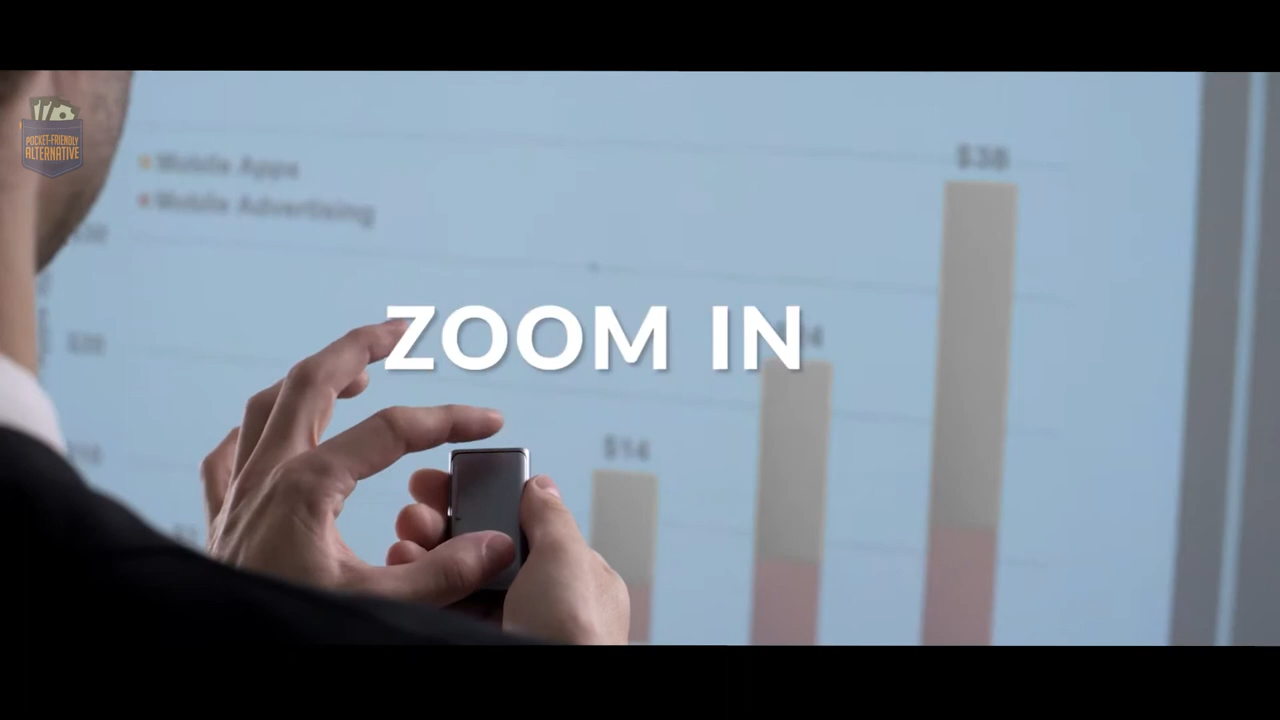 POCKET-FRIENDLY
ALTERNATIVE
Mobile Apps
Mobile Advertising
$38
ZOOM IN
$14